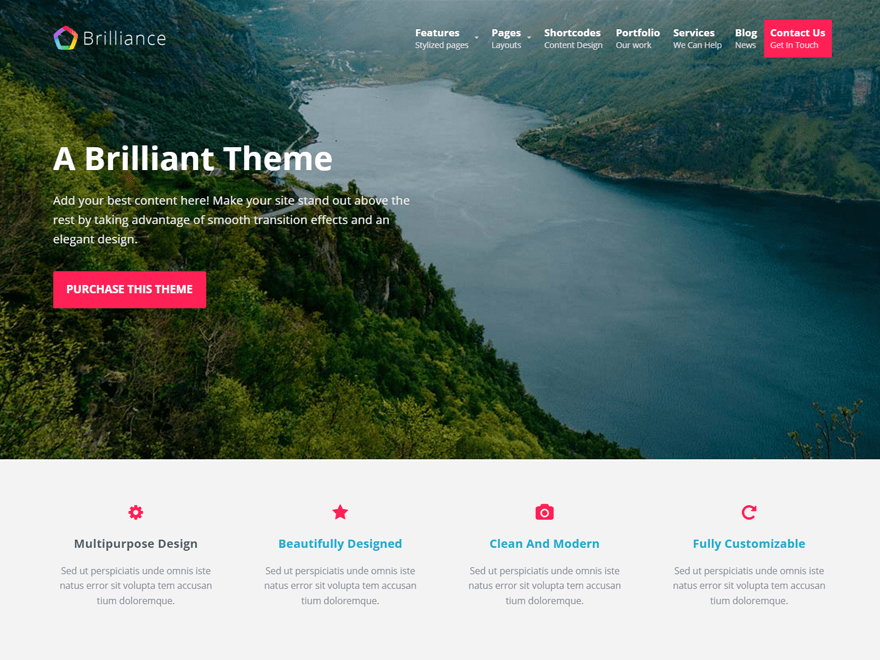 Brilliance
Features Pages Shortcodes Portfolio Services Blog Contact Us
Stylized pages Layouts Content Design Our work We Can Help News Get In Touch
A Brilliant Theme
Add your best content here! Make your site stand out above the
rest by taking advantage of smooth transition effects and an
elegant design.
PURCHASE THIS THEME
Multipurpose Design
Sed ut perspiciatis unde omnis iste
natus error sit volupta tem accusan
tium doloremque.
Beautifully Designed
Sed ut perspiciatis unde omnis iste
natus error sit volupta tem accusan
tium doloremque.
Clean And Modern
Sed ut perspiciatis unde omnis iste
natus error sit volupta tem accusan
tium doloremque.
Fully Customizable
Sed ut perspiciatis unde omnis iste
natus error sit volupta tem accusan
tium doloremque.